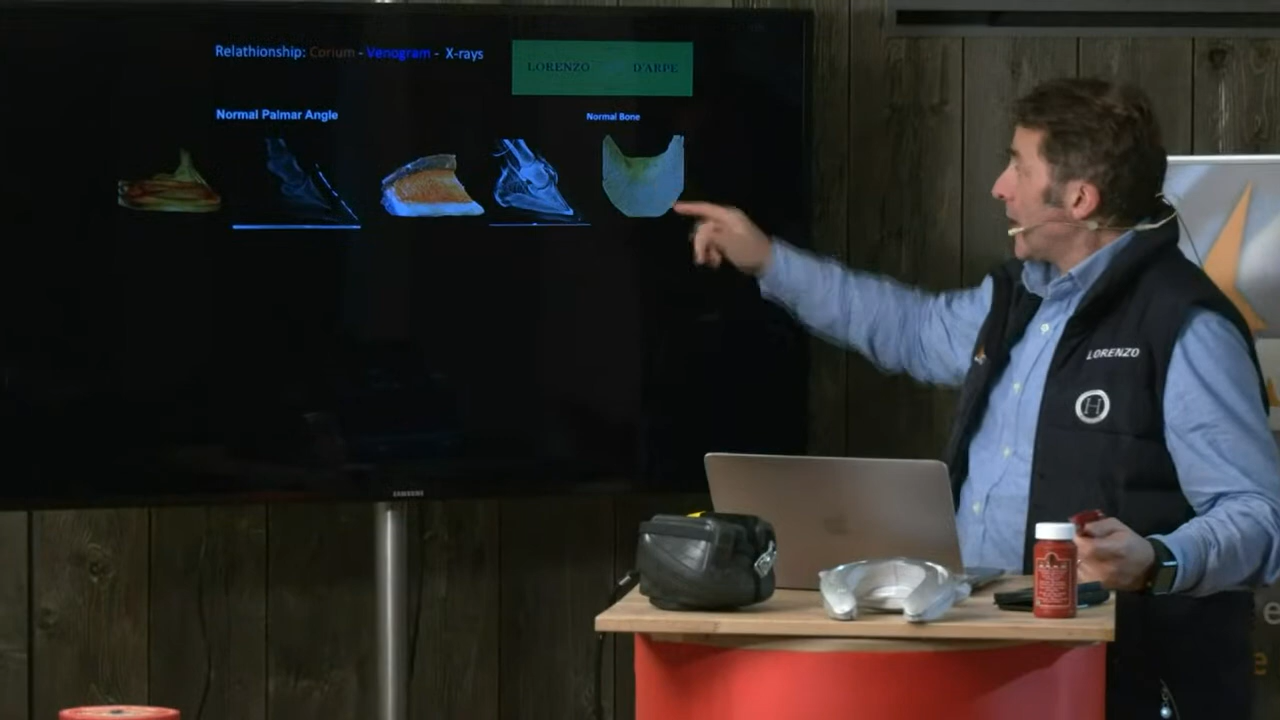 Relathionship: Corium - Venogram - X-rays
LORENZO D'ARPE
Normal Palmar Angle
Normal Bone
SAMSUNG
LORENZO
H